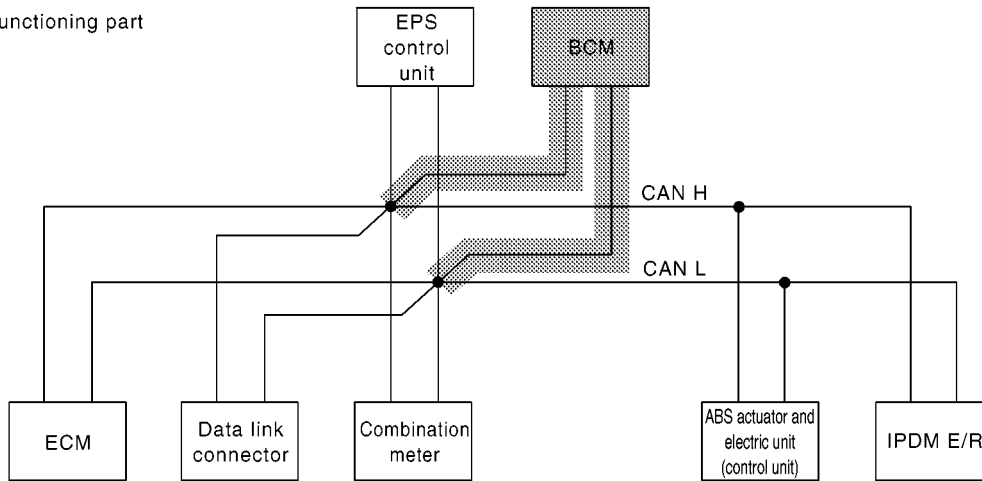 unctioning part
EPS
control
unit
BCM
CAN H
CAN L
ECM
Data link
connector
Combination
meter
ABS actuator and
electric unit
(control unit)
IPDM E/R